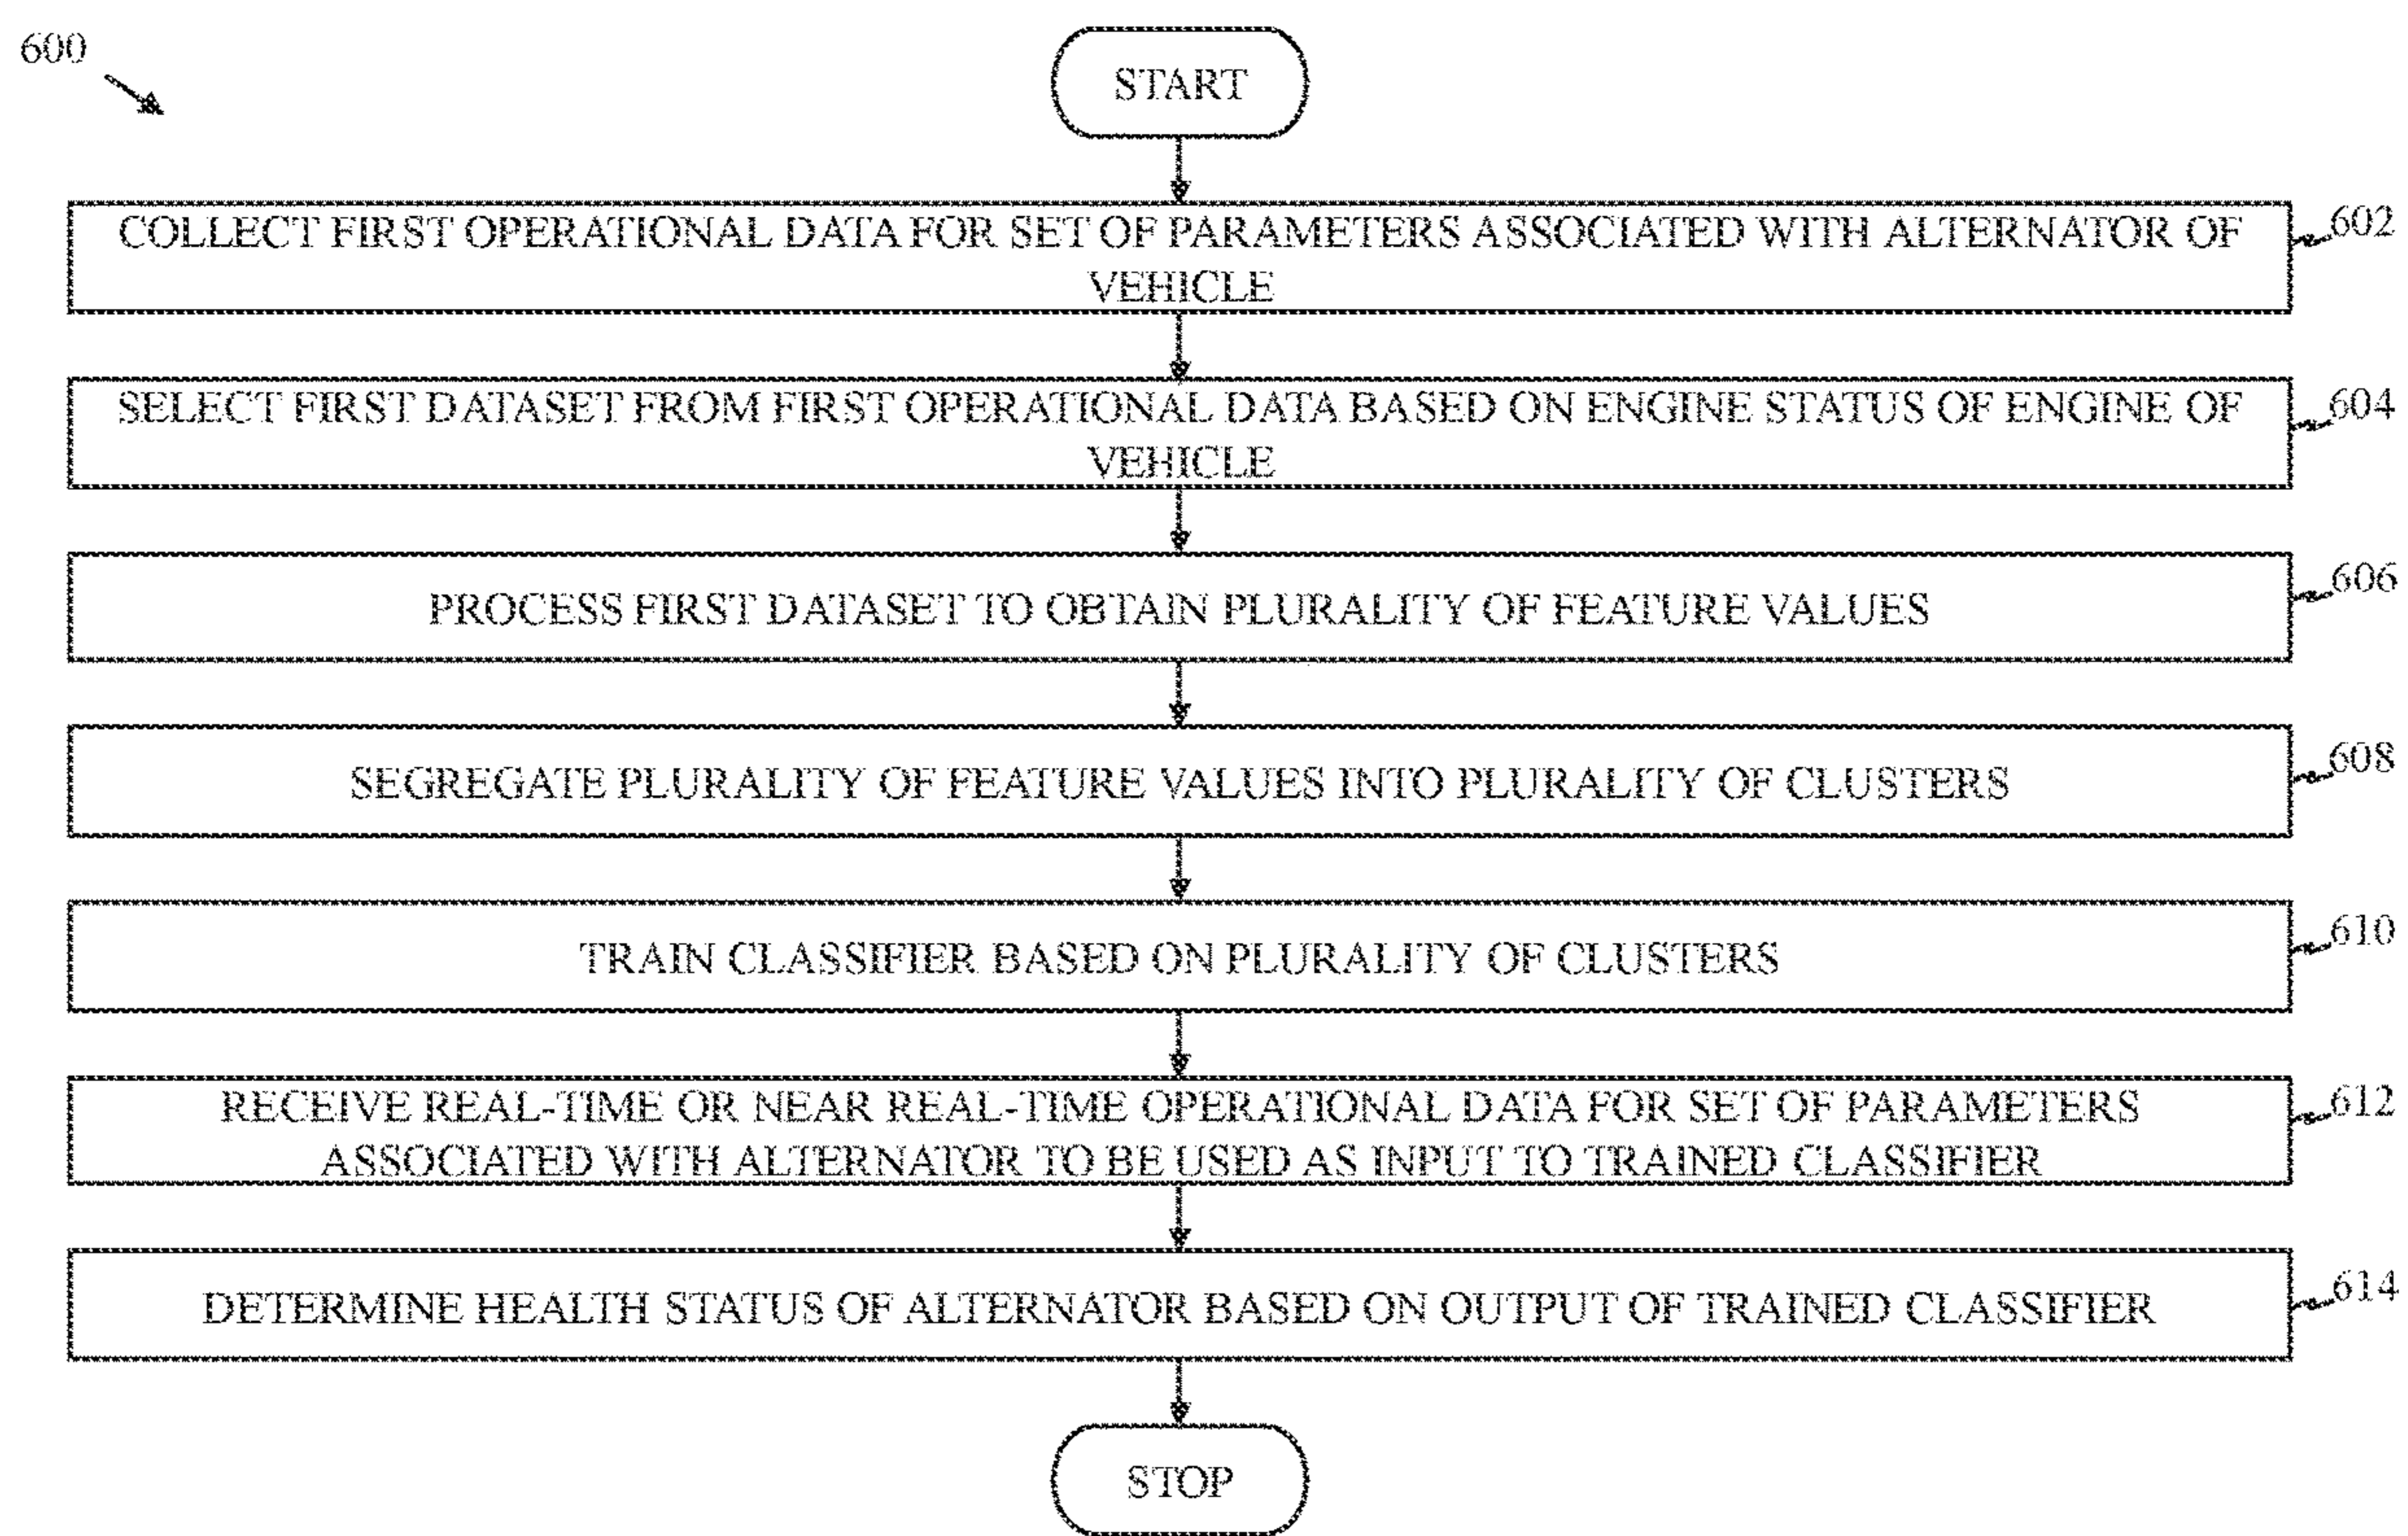 600
START
COLLECT FIRST OPERATIONAL DATA FOR SET OF PARAMETERS ASSOCIATED WITH ALTERNATOR OF
VEHICLE
602
SELECT FIRST DATASET FROM FIRST OPERATIONAL DATA BASED ON ENGINE STATUS OF ENGINE OF
VEHICLE
604
PROCESS FIRST DATASET TO OBTAIN PLURALITY OF FEATURE VALUES
606
SEGREGATE PLURALITY OF FEATURE VALUES INTO PLURALITY OF CLUSTERS
608
TRAIN CLASSIFIER BASED ON PLURALITY OF CLUSTERS
610
RECEIVE REAL-TIME OR NEAR REAL-TIME OPERATIONAL DATA FOR SET OF PARAMETERS
ASSOCIATED WITH ALTERNATOR TO BE USED AS INPUT TO TRAINED CLASSIFIER
612
DETERMINE HEALTH STATUS OF ALTERNATOR BASED ON OUTPUT OF TRAINED CLASSIFIER
614
STOP